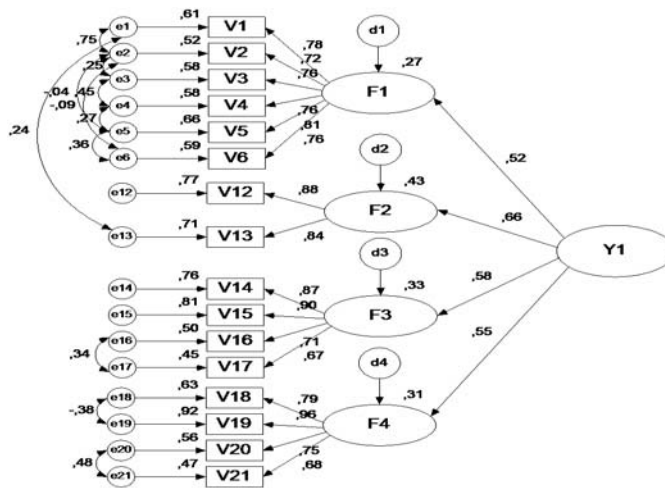 ,61
e1
V1
,75
,52
e2
V2
,78
,72
,25
,58
e3
V3
,76
-,04
,45
,58
e4
V4
,76
-,09
,66
e5
V5
,81
,27
,59
e6
V6
,76
,36
,24
d1
,27
F1
,52
,77
e12
V12
,88
d2
,43
F2
,66
,71
e13
V13
,84
Y1
,76
e14
V14
,87
d3
,33
F3
,58
,81
e15
V15
,90
,50
e16
V16
,71
,34
,45
e17
V17
,67
,55
,63
e18
V18
,79
d4
,31
F4
-,38
,92
e19
V19
,96
,56
e20
V20
,75
,48
,47
e21
V21
,68